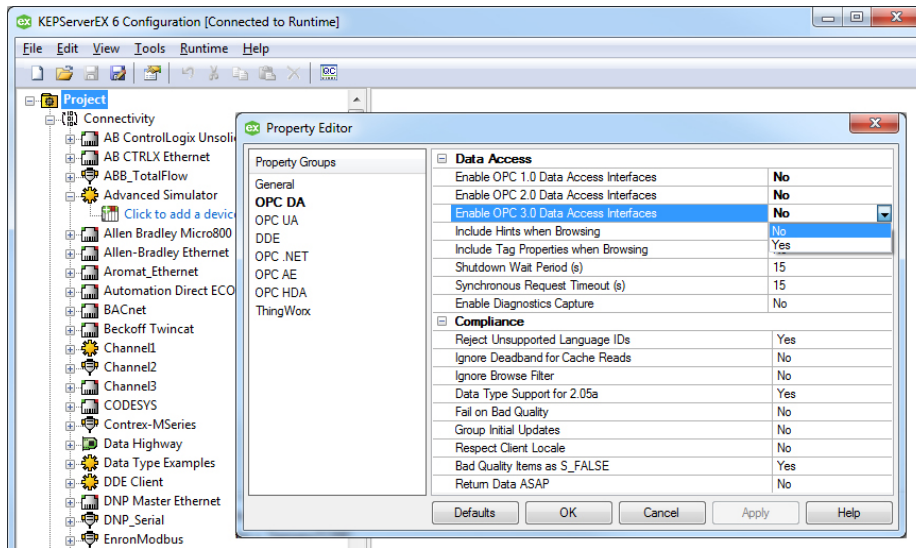 KEPServerEX 6 Configuration [Connected to Runtime]
File Edit View Tools Runtime Help
QC
Project
Connectivity
AB ControlLogix Unsolic
AB CTRLX Ethernet
ABB_TotalFlow
Advanced Simulator
Click to add a device
Allen Bradley Micro800
Allen-Bradley Ethernet
Aromat_Ethernet
Automation Direct ECO
BACnet
Beckoff Twincat
Channel1
Channel2
Channel3
CODESYS
Contrex-MSeries
Data Highway
Data Type Examples
DDE Client
DNP Master Ethernet
DNP_Serial
EnronModbus
Property Editor
Property Groups
General
OPC DA
OPC UA
DDE
OPC .NET
OPC AE
OPC HDA
ThingWorx
Data Access
Enable OPC 1.0 Data Access Interfaces No
Enable OPC 2.0 Data Access Interfaces No
Enable OPC 3.0 Data Access Interfaces No
Include Hints when Browsing
No
Yes
Include Tag Properties when Browsing
Shutdown Wait Period (s) 15
Synchronous Request Timeout (s) 15
Enable Diagnostics Capture No
Compliance
Reject Unsupported Language IDs Yes
Ignore Deadband for Cache Reads No
Ignore Browse Filter No
Data Type Support for 2.05a Yes
Fail on Bad Quality No
Group Initial Updates No
Respect Client Locale No
Bad Quality Items as S_FALSE Yes
Return Data ASAP No
Defaults OK Cancel Apply Help